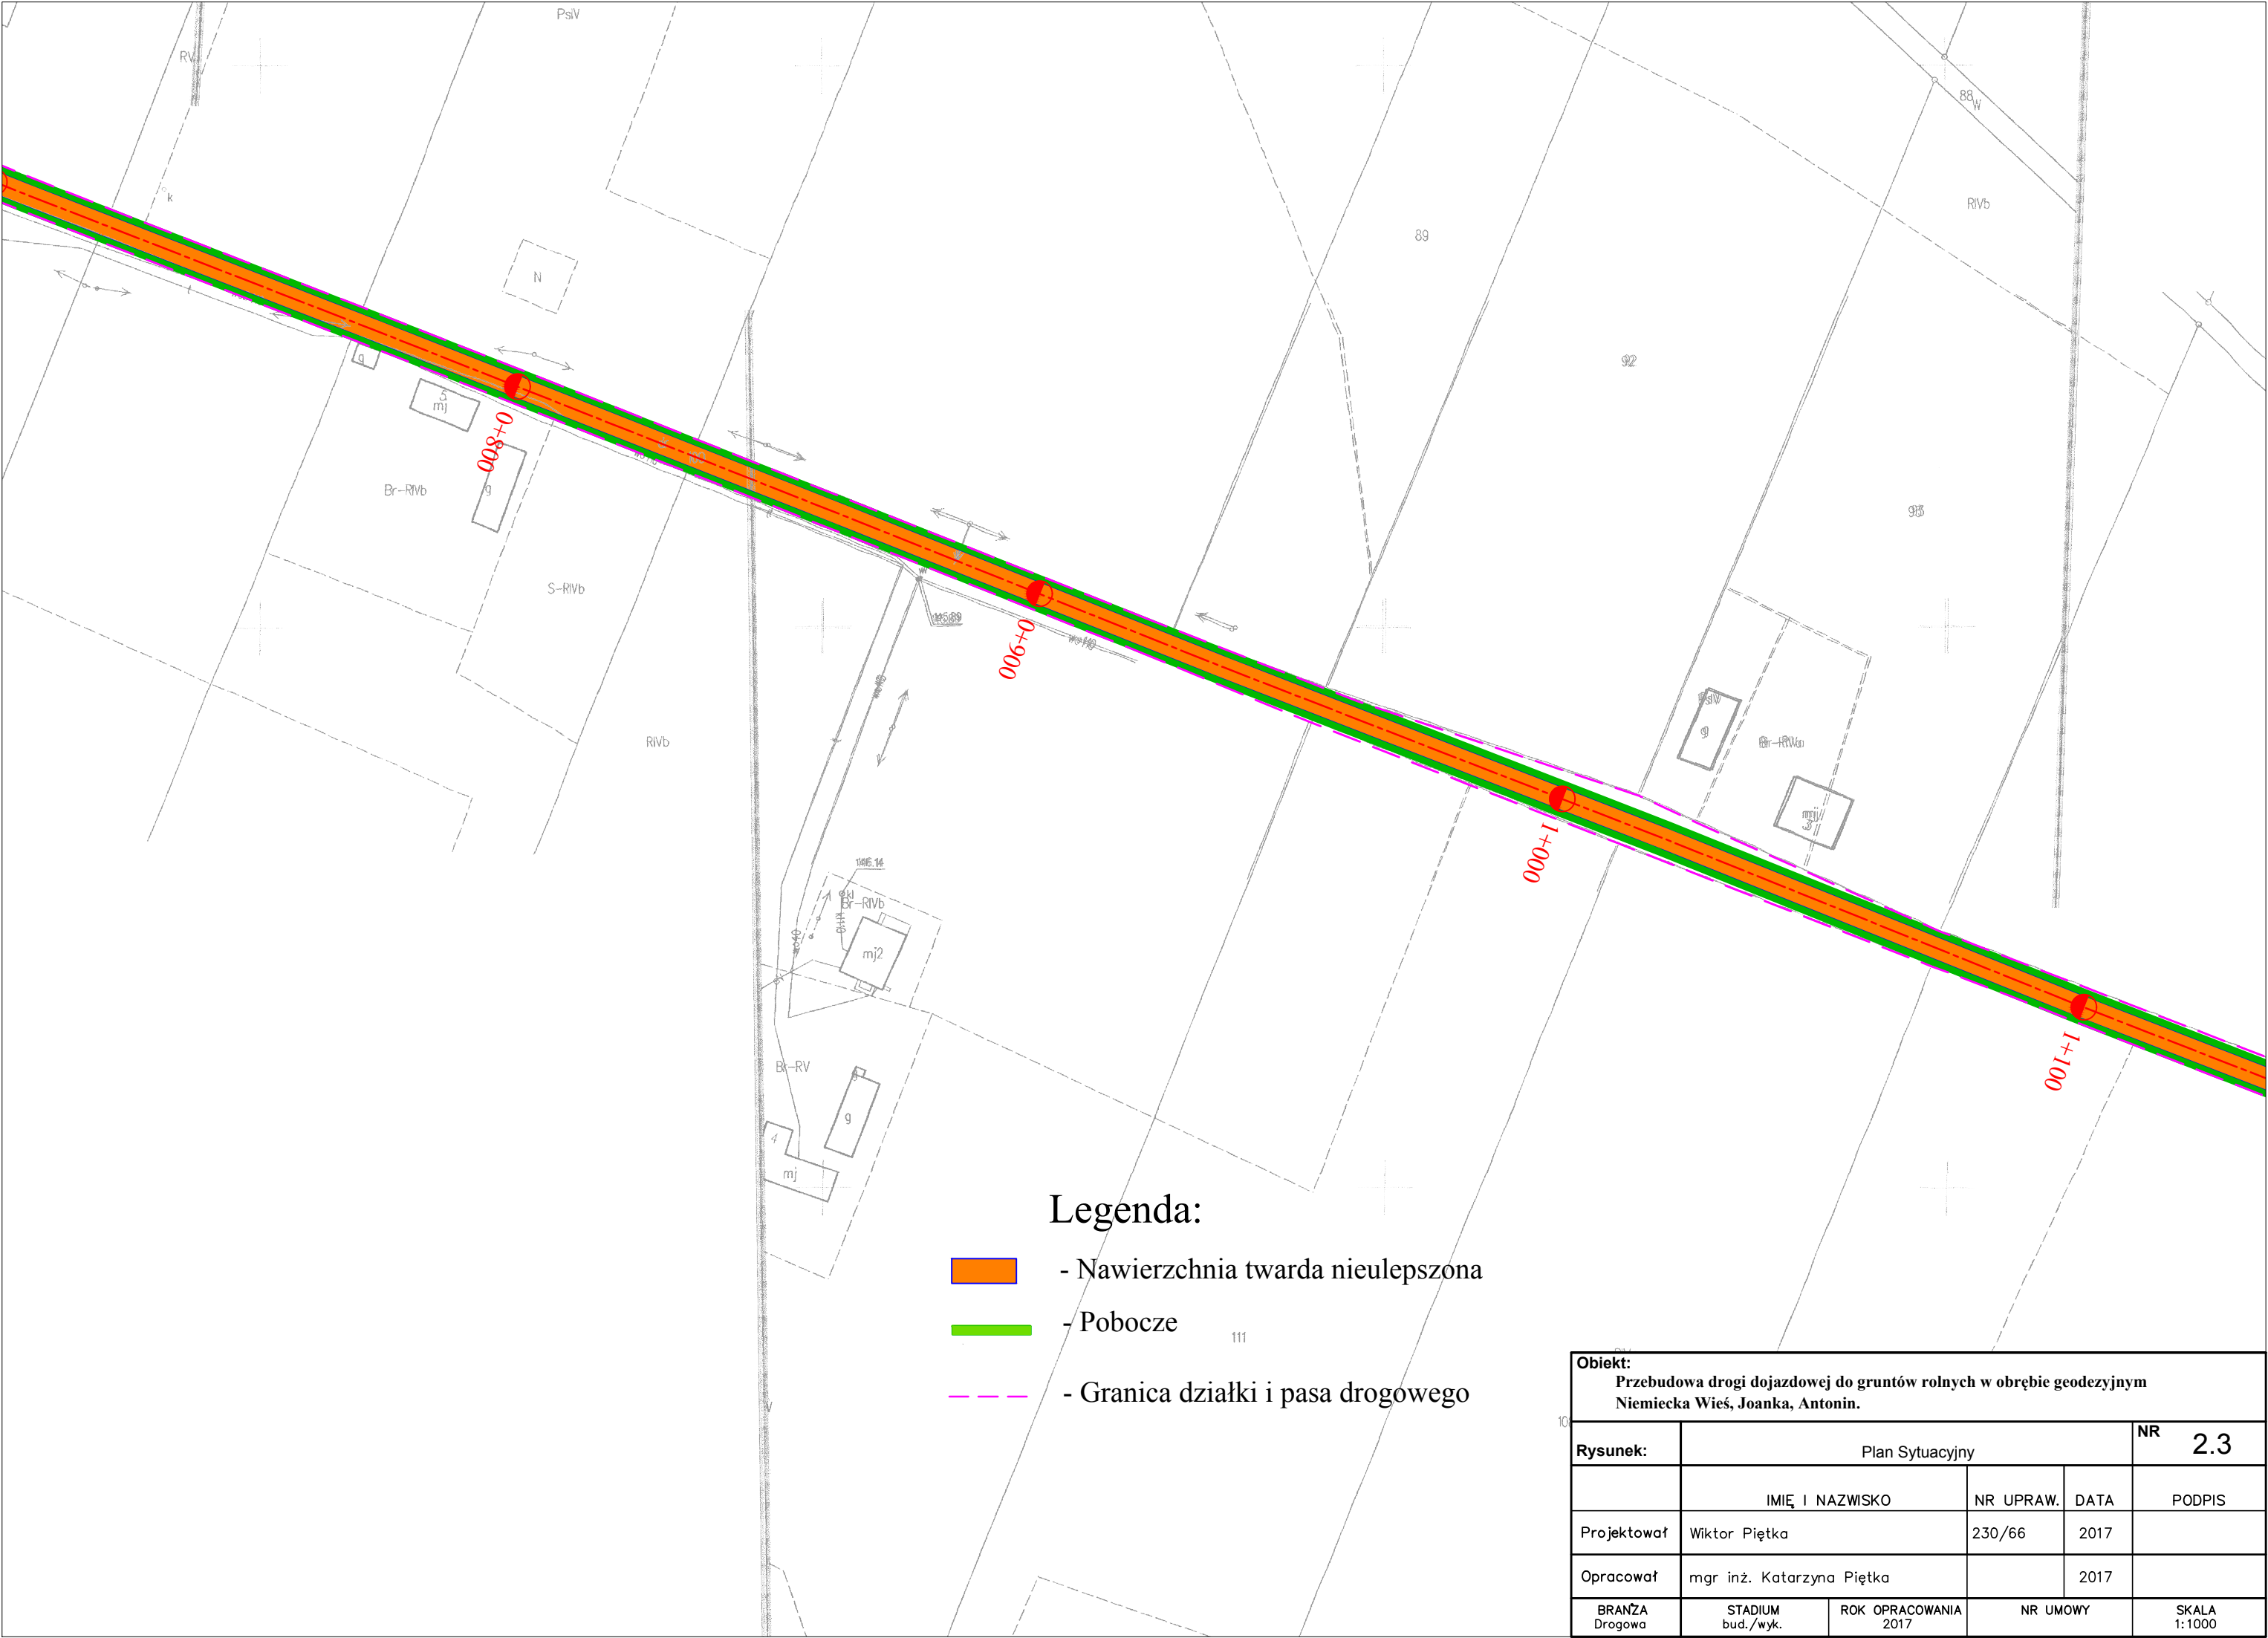 PsIV
RV
88
W
k
RIVb
89
N
t
g
92
5
mj
0+800
g
Br-RIVb
93
S-RIVb
0+900
RIVb
g
mj
3
1+000
Br-RIVb
mj2
1+100
Br-RV
g
4
mj
Legenda:
- Nawierzchnia twarda nieulepszona
- Pobocze
111
- Granica działki i pasa drogowego
Obiekt:
Przebudowa drogi dojazdowej do gruntów rolnych w obrębie geodezyjnym
Niemiecka Wieś, Joanka, Antonin.
Rysunek: Plan Sytuacyjny NR 2.3
IMIĘ I NAZWISKO NR UPRAW. DATA PODPIS
Projektował Wiktor Piętka 230/66 2017
Opracował mgr inż. Katarzyna Piętka 2017
BRANŻA STADIUM ROK OPRACOWANIA NR UMOWY SKALA
Drogowa bud./wyk. 2017 1:1000